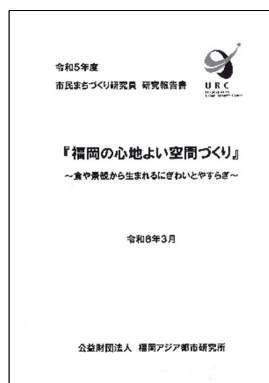 令和5年度
市民まちづくり研究員 研究報告書
URC
『福岡の心地よい空間づくり』
～食や景観から生まれるにぎわいとやすらぎ～
令和6年3月
公益財団法人 福岡アジア都市研究所